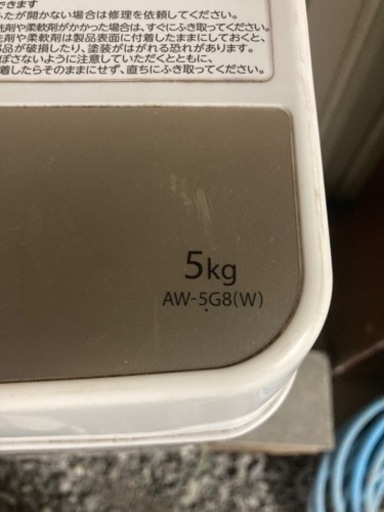 できます
ふたが開かない場合は修理を依頼してください。
洗剤や柔軟剤がかかった場合は、すぐにふき取ってください。
洗剤や柔軟剤は製品表面に付着したままにしておくと、
部品が破損したり、塗装がはがれる恐れがあります。
ぼさないように注意していただくとともに、
着したらそのままにせず、直ちにふき取ってください。
5kg
AW-5G8(W)